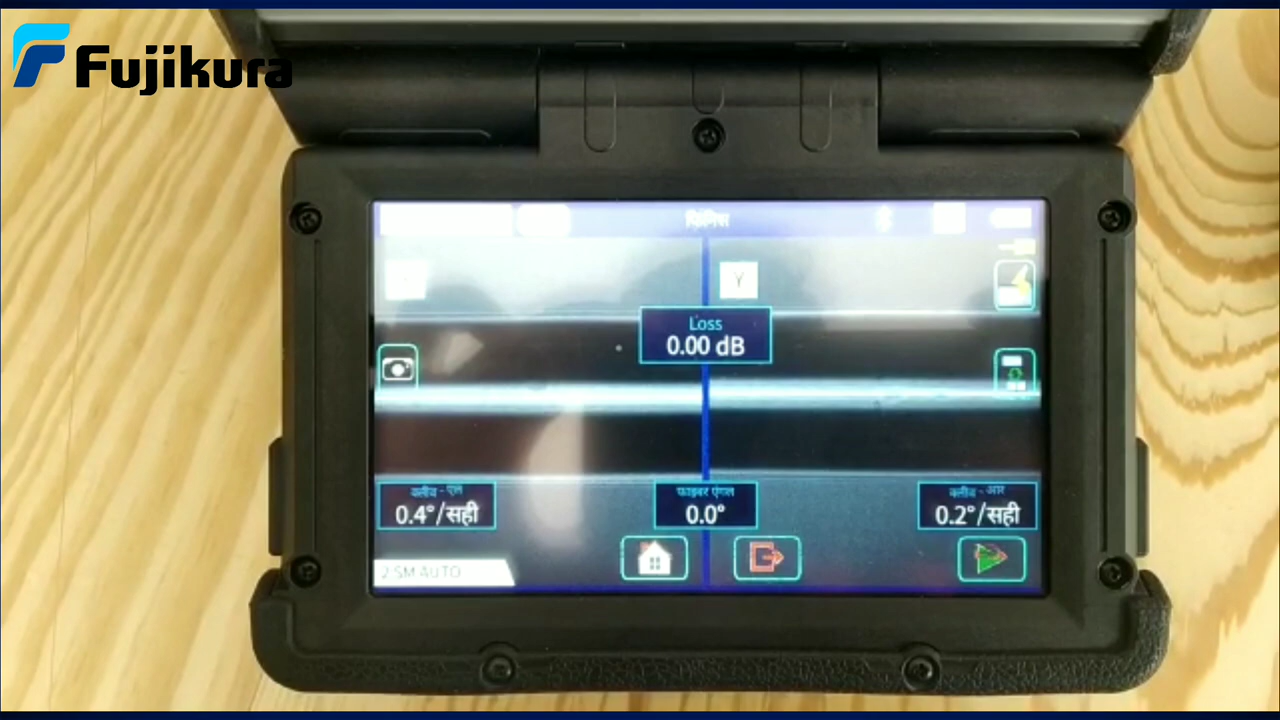 Fujikura
फिनिश
Y
Loss
0.00 dB
क्लीव - एल
0.4°/सही
फाइबर एंगल
0.0°
क्लीव - आर
0.2°/सही
2 SM AUTO